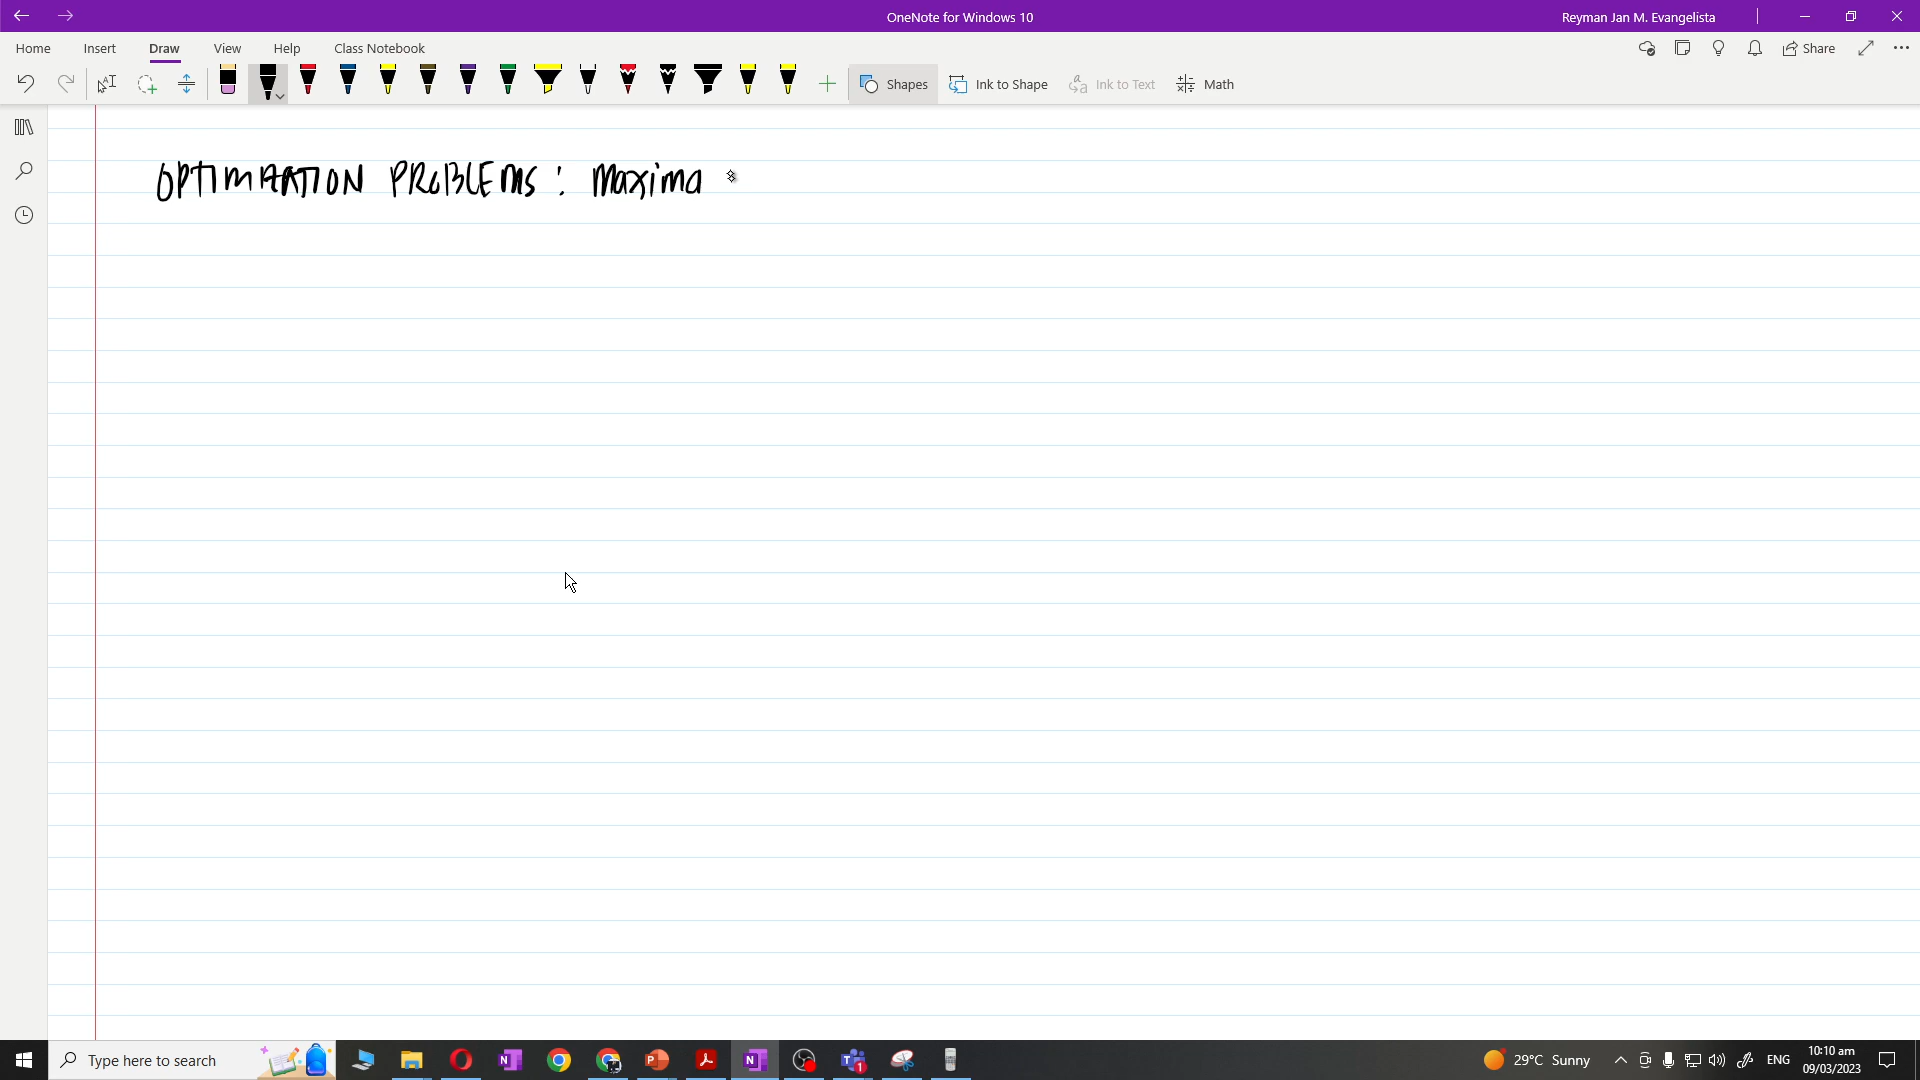 OneNote for Windows 10
Reyman Jan M. Evangelista
Home Insert Draw View Help Class Notebook
Share
Shapes Ink to Shape Ink to Text Math
OPTIMIZATION PROBLEMS : Maxima
Type here to search
29°C Sunny
ENG
10:10 am
09/03/2023